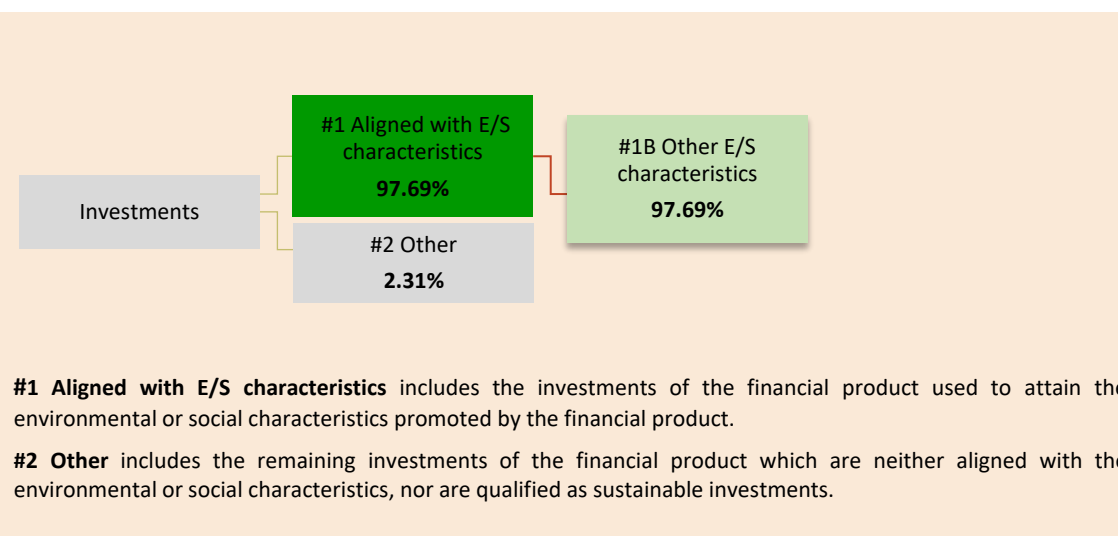 #1 Aligned with E/S
characteristics
97.69%
#1B Other E/S
characteristics
97.69%
Investments
#2 Other
2.31%
#1 Aligned with E/S characteristics includes the investments of the financial product used to attain the
environmental or social characteristics promoted by the financial product.
#2 Other includes the remaining investments of the financial product which are neither aligned with the
environmental or social characteristics, nor are qualified as sustainable investments.